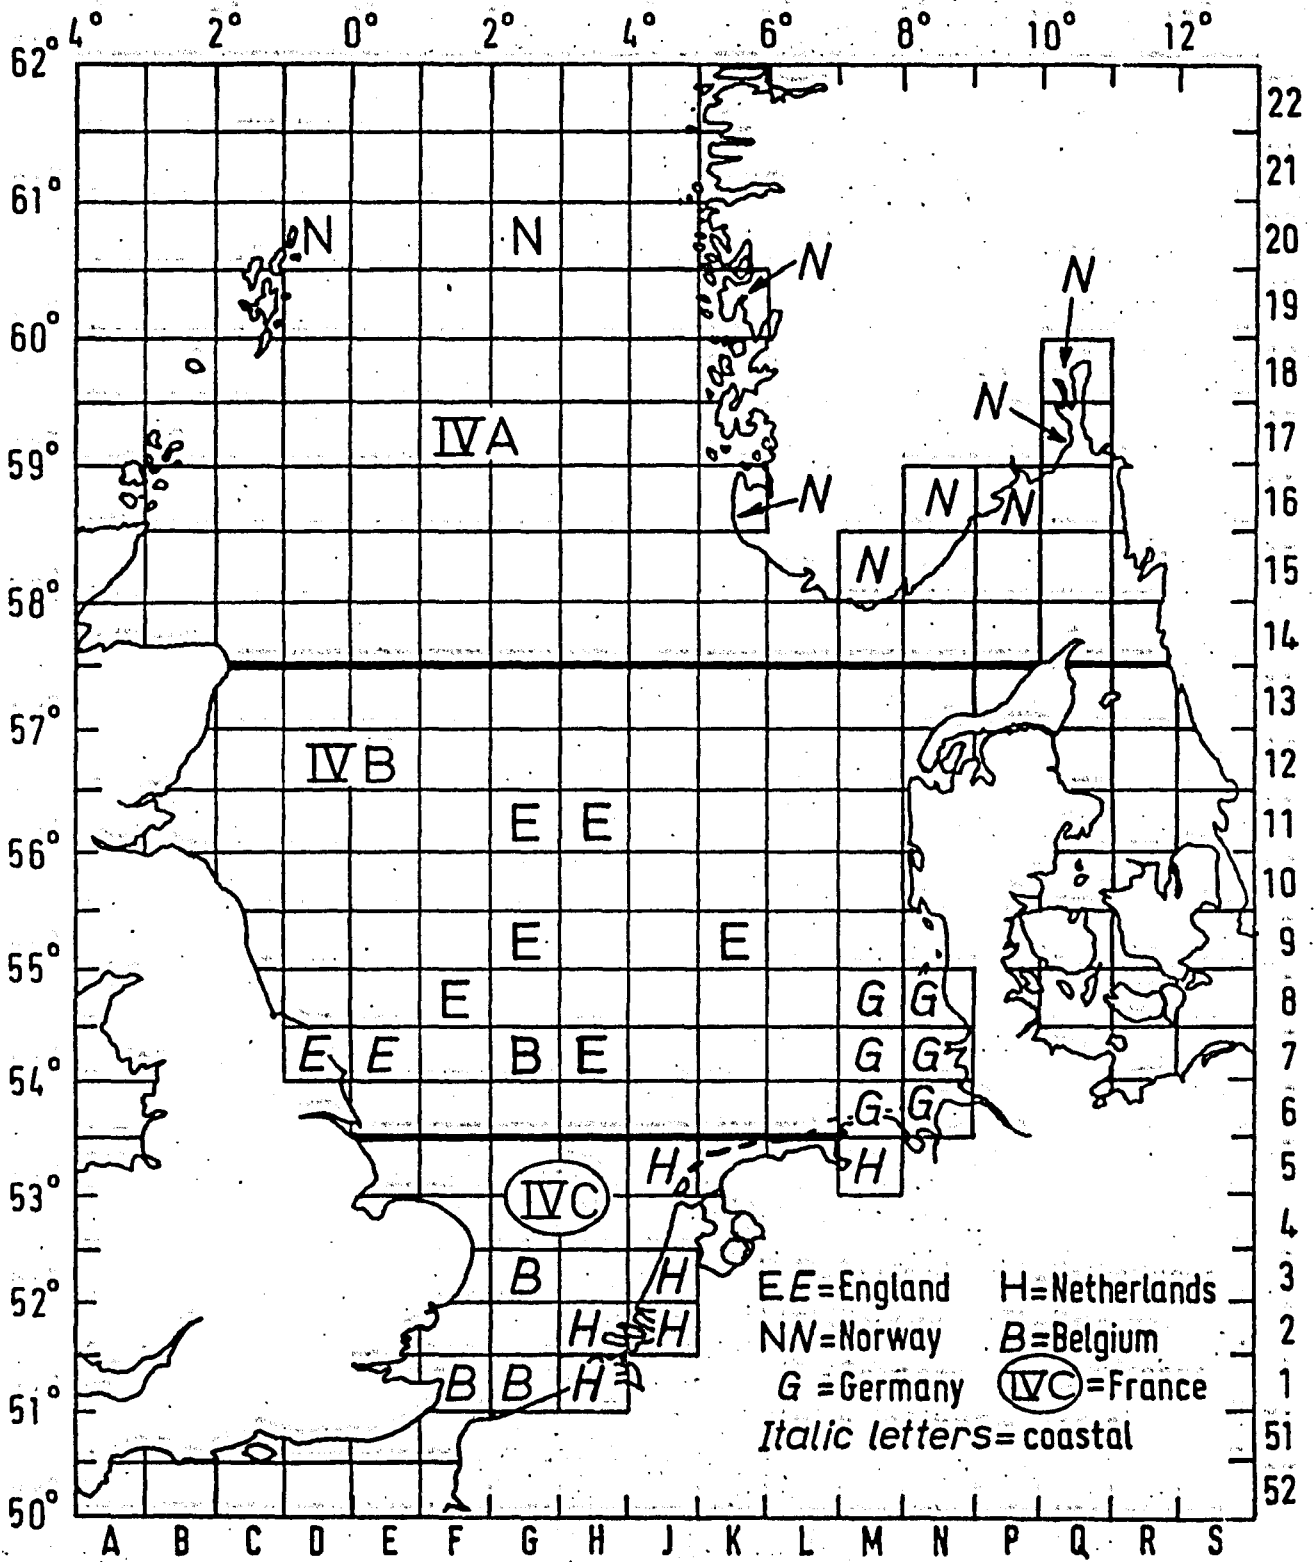 4° 2° 0° 2° 4° 6° 8° 10° 12°
62°
22
21
61°
N N 20
N
N
19
60°
18
N
IVA
17
59°
N N N 16
N 15
58°
14
13
57°
IVB 12
E E 11
56°
10
E E 9
55°
E G G 8
E E B E G G 7
54°
G G 6
H H 5
53° IVC
4
B H 3
52°
H H 2
B B H 1
51°
51
52
50°
A B C D E F G H J K L M N P Q R S
E E=England H=Netherlands
N N=Norway B=Belgium
G =Germany IVC=France
Italic letters=coastal